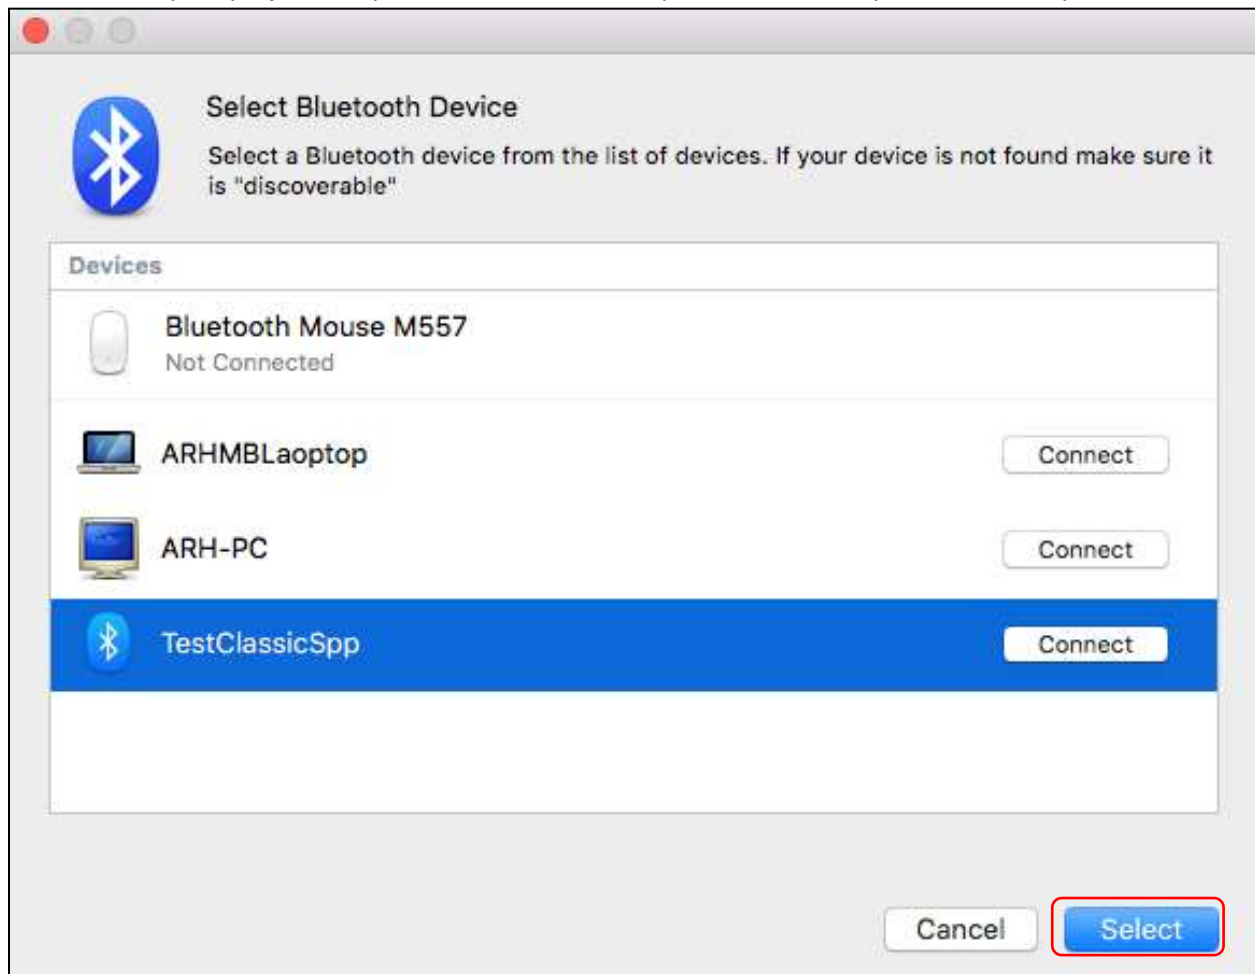 Select Bluetooth Device
Select a Bluetooth device from the list of devices. If your device is not found make sure it
is "discoverable"
Devices
Bluetooth Mouse M557
Not Connected
ARHMBLaoptop
Connect
ARH-PC
Connect
TestClassicSpp
Connect
Cancel
Select